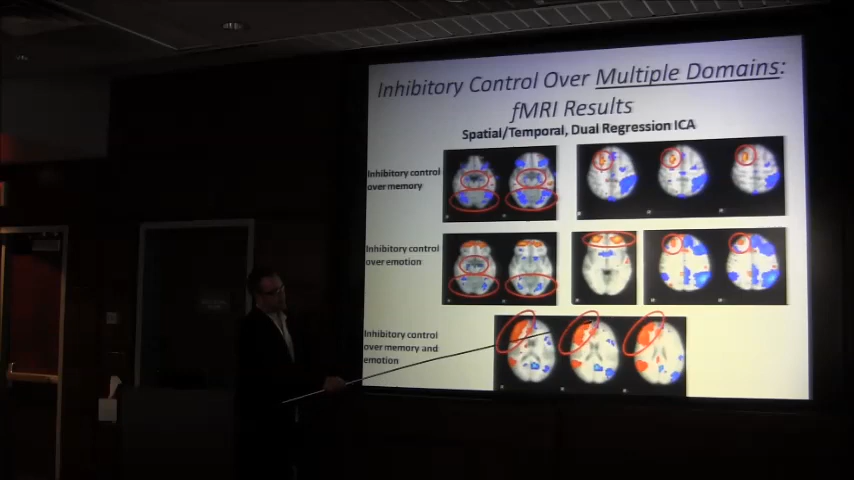 Inhibitory Control Over Multiple Domains:
fMRI Results
Spatial/Temporal, Dual Regression ICA
Inhibitory control
over memory
Inhibitory control
over emotion
Inhibitory control
over memory and
emotion